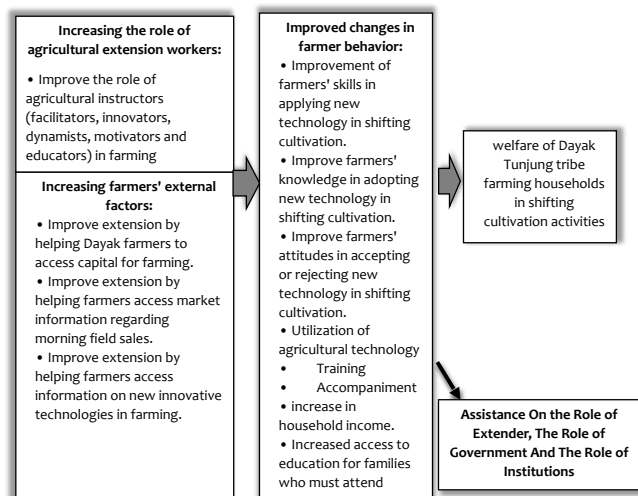 Increasing the role of
agricultural extension workers:
• Improve the role of
agricultural instructors
(facilitators, innovators,
dynamists, motivators and
educators) in farming
Increasing farmers' external
factors:
• Improve extension by
helping Dayak farmers to
access capital for farming.
• Improve extension by
helping farmers access market
information regarding
morning field sales.
• Improve extension by
helping farmers access
information on new innovative
technologies in farming.
Improved changes in
farmer behavior:
• Improvement of
farmers' skills in
applying new
technology in shifting
cultivation.
• Improve farmers'
knowledge in adopting
new technology in
shifting cultivation.
• Improve farmers'
attitudes in accepting
or rejecting new
technology in shifting
cultivation.
• Utilization of
agricultural technology
• Training
• Accompaniment
• increase in
household income.
• Increased access to
education for families
who must attend
welfare of Dayak
Tunjung tribe
farming households
in shifting
cultivation activities
Assistance On the Role of
Extender, The Role of
Government And The Role of
Institutions